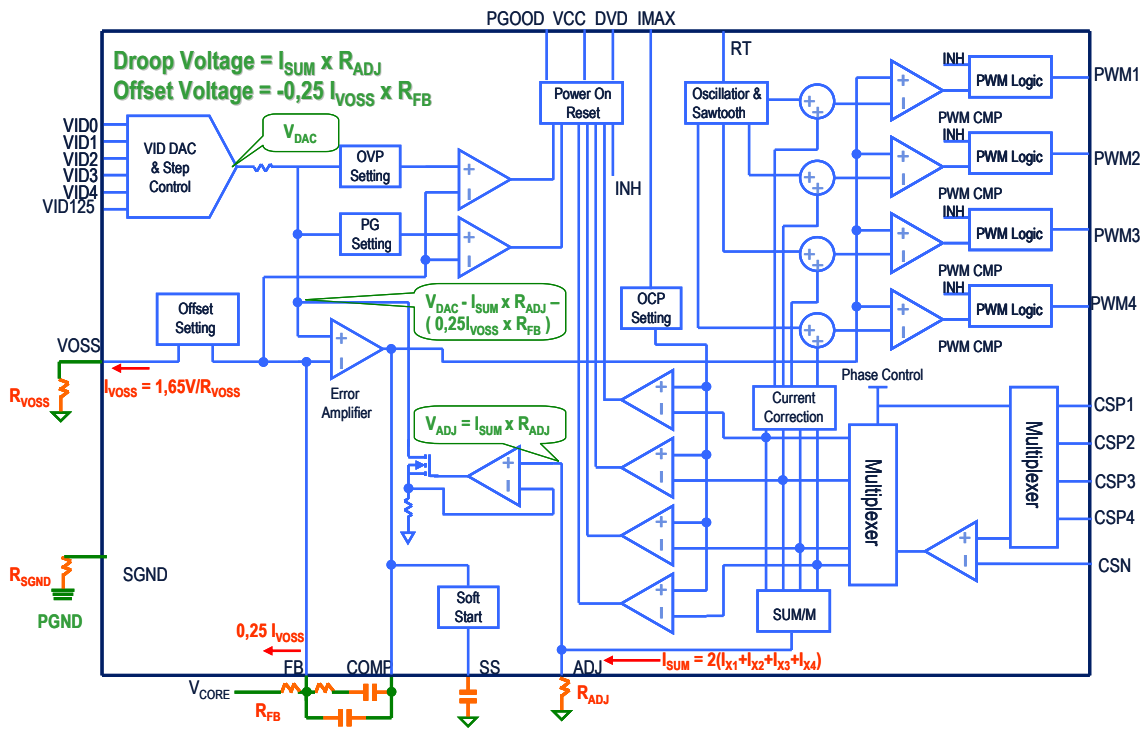 PGOOD VCC DVD IMAX
RT
Droop Voltage = ISUM x RADJ
Offset Voltage = -0,25 IVOSS x RFB
VID0
VID1
VID2
VID3
VID4
VID125
VID DAC
& Step
Control
VDAC
OVP
Setting
PG
Setting
Power On
Reset
INH
Oscillatior &
Sawtooth
INH
PWM Logic
PWM1
PWM CMP
INH
PWM Logic
PWM2
PWM CMP
INH
PWM Logic
PWM3
PWM CMP
INH
PWM Logic
PWM4
PWM CMP
Offset
Setting
VDAC - ISUM x RADJ –
( 0,25IVOSS x RFB )
OCP
Setting
VOSS
IVOSS = 1,65V/RVOSS
RVOSS
Error
Amplifier
VADJ = ISUM x RADJ
Current
Correction
Phase Control
Multiplexer
Multiplexer
CSP1
CSP2
CSP3
CSP4
CSN
RSGND
SGND
PGND
Soft
Start
SUM/M
0,25 IVOSS
FB
COMP
SS
ADJ
ISUM = 2(IX1+IX2+IX3+IX4)
VCORE
RFB
RADJ